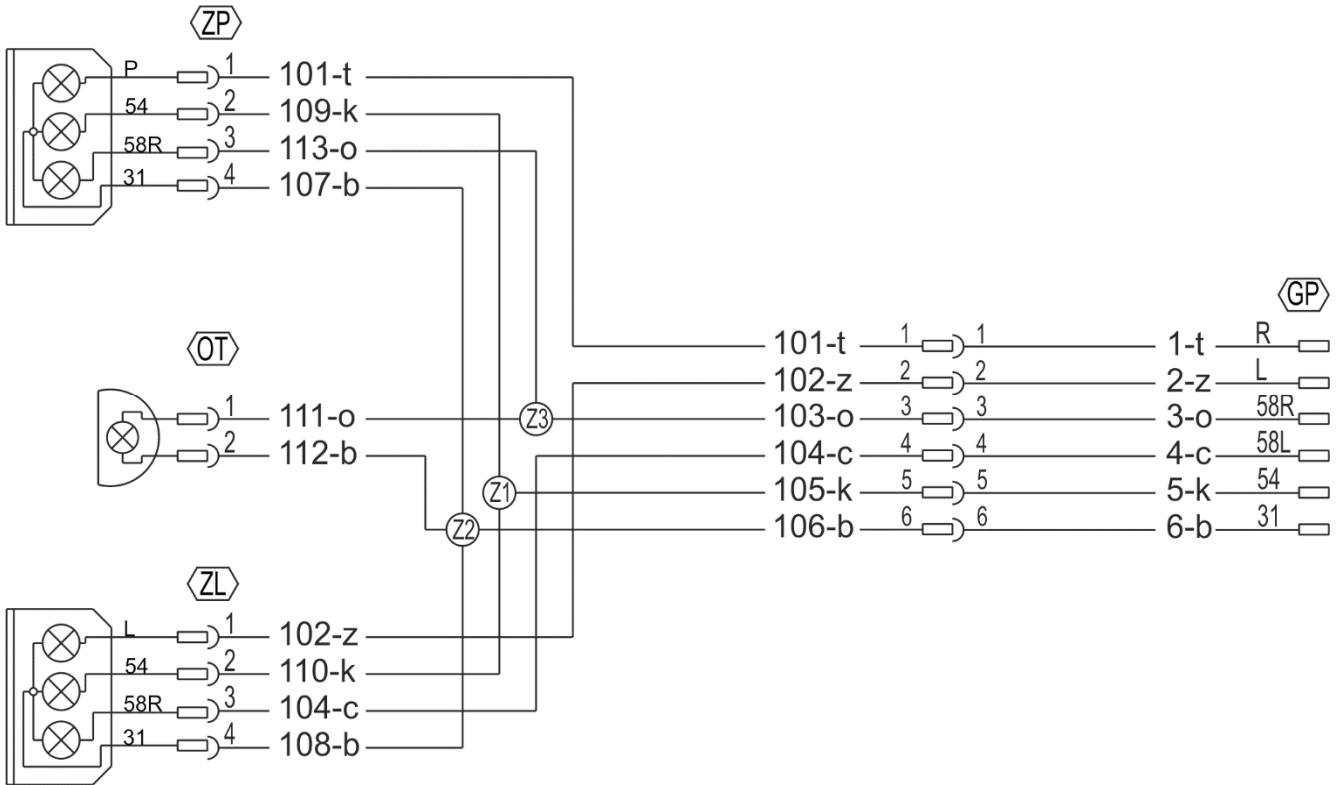 ZP
P 1 101-t
54 2 109-k
58R 3 113-o
31 4 107-b
GP
OT
101-t 1 1 1-t R
102-z 2 2 2-z L
1 111-o Z3 103-o 3 3 3-o 58R
2 112-b 104-c 4 4 4-c 58L
Z1 105-k 5 5 5-k 54
Z2 106-b 6 6 6-b 31
ZL
L 1 102-z
54 2 110-k
58R 3 104-c
31 4 108-b